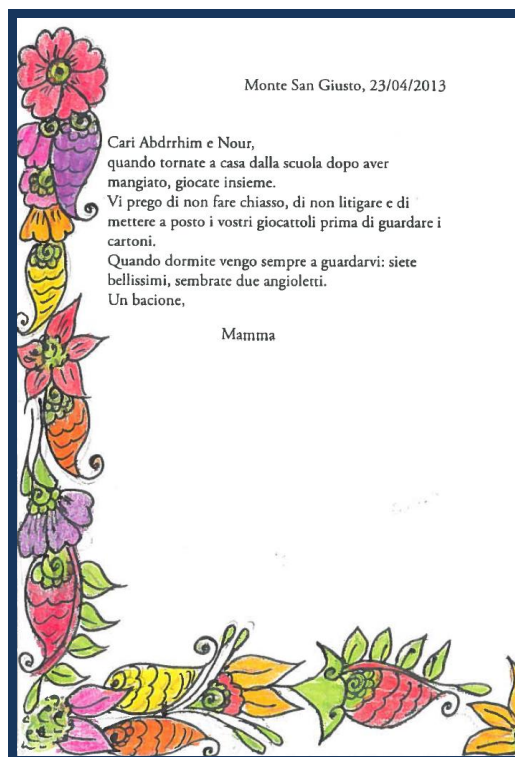 Monte San Giusto, 23/04/2013
Cari Abdrrhim e Nour,
quando tornate a casa dalla scuola dopo aver
mangiato, giocate insieme.
Vi prego di non fare chiasso, di non litigare e di
mettere a posto i vostri giocattoli prima di guardare i
cartoni.
Quando dormite vengo sempre a guardarvi: siete
bellissimi, sembrate due angioletti.
Un bacione,
Mamma